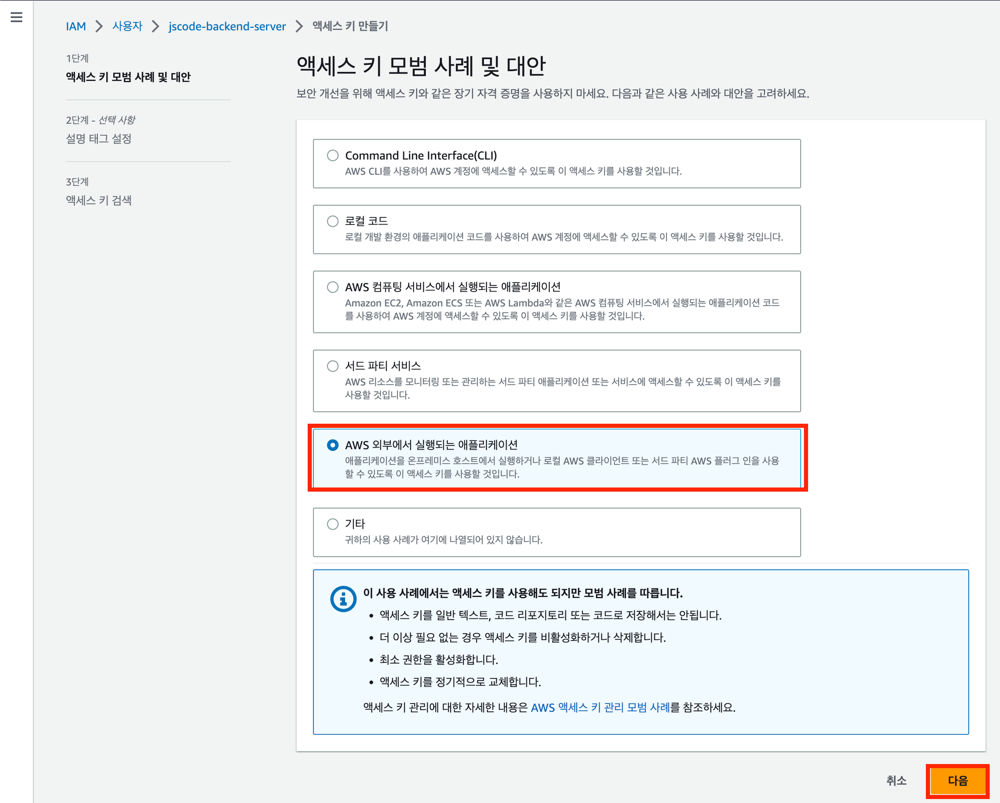 IAM > 사용자 > jscode-backend-server > 액세스 키 만들기
1단계
액세스 키 모범 사례 및 대안
2단계 - 선택 사항
설명 태그 설정
3단계
액세스 키 검색
액세스 키 모범 사례 및 대안
보안 개선을 위해 액세스 키와 같은 장기 자격 증명을 사용하지 마세요. 다음과 같은 사용 사례와 대안을 고려하세요.
Command Line Interface(CLI)
AWS CLI를 사용하여 AWS 계정에 액세스할 수 있도록 이 액세스 키를 사용할 것입니다.
로컬 코드
로컬 개발 환경의 애플리케이션 코드를 사용하여 AWS 계정에 액세스할 수 있도록 이 액세스 키를 사용할 것입니다.
AWS 컴퓨팅 서비스에서 실행되는 애플리케이션
Amazon EC2, Amazon ECS 또는 AWS Lambda와 같은 AWS 컴퓨팅 서비스에서 실행되는 애플리케이션 코드
를 사용하여 AWS 계정에 액세스할 수 있도록 이 액세스 키를 사용할 것입니다.
서드 파티 서비스
AWS 리소스를 모니터링 또는 관리하는 서드 파티 애플리케이션 또는 서비스에 액세스할 수 있도록 이 액세스 키를
사용할 것입니다.
AWS 외부에서 실행되는 애플리케이션
애플리케이션을 온프레미스 호스트에서 실행하거나 로컬 AWS 클라이언트 또는 서드 파티 AWS 플러그 인을 사용
할 수 있도록 이 액세스 키를 사용할 것입니다.
기타
귀하의 사용 사례가 여기에 나열되어 있지 않습니다.
이 사용 사례에서는 액세스 키를 사용해도 되지만 모범 사례를 따릅니다.
• 액세스 키를 일반 텍스트, 코드 리포지토리 또는 코드로 저장해서는 안됩니다.
• 더 이상 필요 없는 경우 액세스 키를 비활성화하거나 삭제합니다.
• 최소 권한을 활성화합니다.
• 액세스 키를 정기적으로 교체합니다.
액세스 키 관리에 대한 자세한 내용은 AWS 액세스 키 관리 모범 사례를 참조하세요.
취소
다음